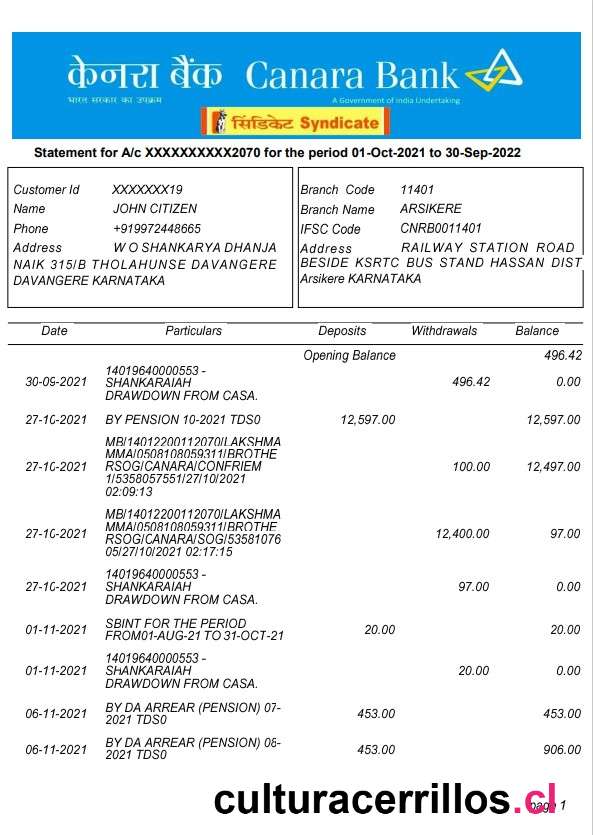 केनरा बैंक Canara Bank
भारत सरकार का उपक्रम A Government of India Undertaking
सिंडिकेट Syndicate
Statement for A/c XXXXXXXXXX2070 for the period 01-Oct-2021 to 30-Sep-2022
Customer Id XXXXXXX19
Name JOHN CITIZEN
Phone +919972448665
Address W O SHANKARYA DHANJA
NAIK 315/B THOLAHUNSE DAVANGERE
DAVANGERE KARNATAKA
Branch Code 11401
Branch Name ARSIKERE
IFSC Code CNRB0011401
Address RAILWAY STATION ROAD
BESIDE KSRTC BUS STAND HASSAN DIST
Arsikere KARNATAKA
Date Particulars Deposits Withdrawals Balance
Opening Balance 496.42
14019640000553 -
30-09-2021 SHANKARAIAH 496.42 0.00
DRAWDOWN FROM CASA.
27-10-2021 BY PENSION 10-2021 TDS0 12,597.00 12,597.00
MB/14012200112070/LAKSHMA
MMA/0508108059311/BROTHE
27-10-2021 RSOG/CANARA/CONFRIEM 100.00 12,497.00
1/5358057551/27/10/2021
02:09:13
MB/14012200112070/LAKSHMA
MMA/0508108059311/BROTHE
27-10-2021 RSOG/CANARA/SOG/53581076 12,400.00 97.00
05/27/10/2021 02:17:15
14019640000553 -
27-10-2021 SHANKARAIAH 97.00 0.00
DRAWDOWN FROM CASA.
01-11-2021 SBINT FOR THE PERIOD 20.00 20.00
FROM01-AUG-21 TO 31-OCT-21
14019640000553 -
01-11-2021 SHANKARAIAH 20.00 0.00
DRAWDOWN FROM CASA.
06-11-2021 BY DA ARREAR (PENSION) 07- 453.00 453.00
2021 TDS0
06-11-2021 BY DA ARREAR (PENSION) 08- 453.00 906.00
2021 TDS0
culturacerrillos.cl
page 1